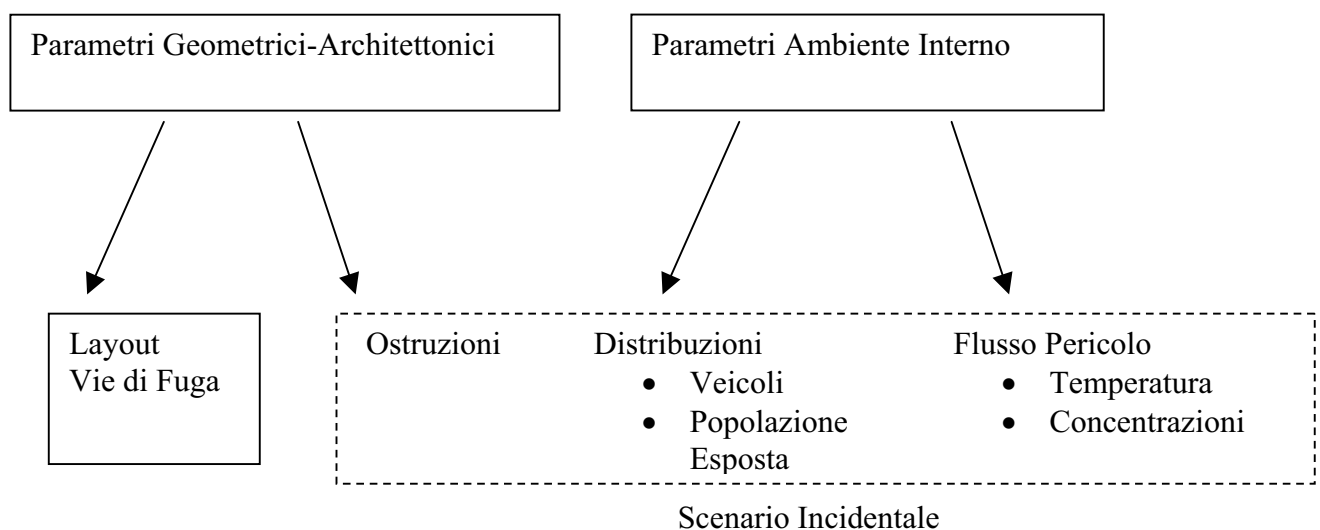 Parametri Geometrici-Architettonici
Parametri Ambiente Interno
Layout
Vie di Fuga
Ostruzioni
Distribuzioni
• Veicoli
• Popolazione
Esposta
Flusso Pericolo
• Temperatura
• Concentrazioni
Scenario Incidentale